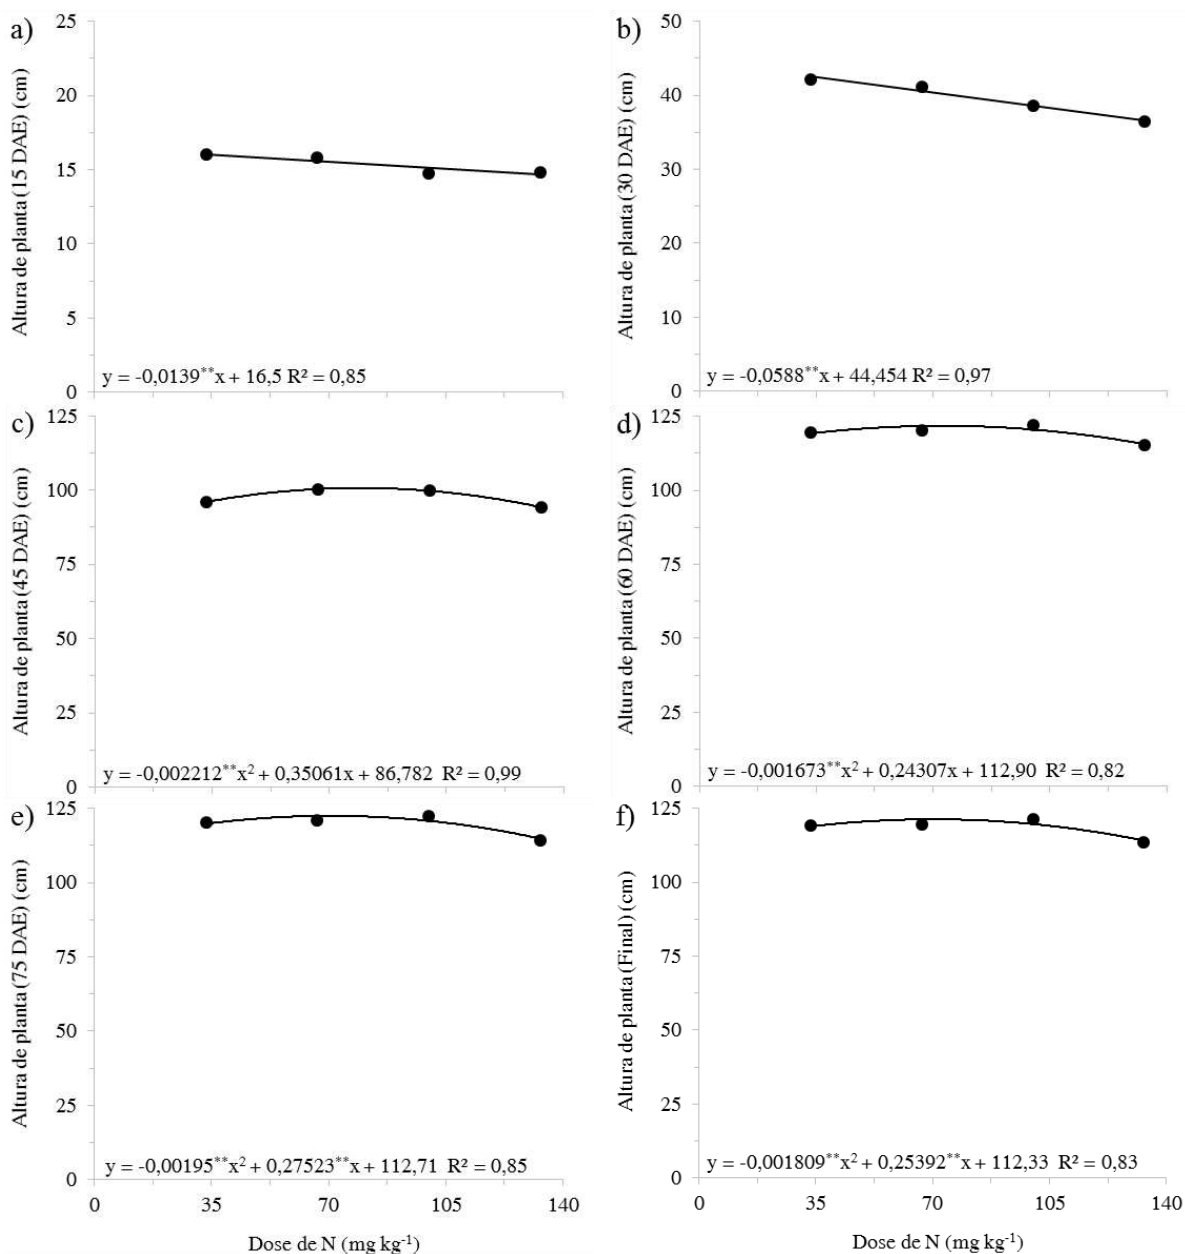 a)
25
20
15
10
5
0
Altura de planta (15 DAE) (cm)
y = -0,0139**x + 16,5 R² = 0,85
b)
50
40
30
20
10
0
Altura de planta (30 DAE) (cm)
y = -0,0588**x + 44,454 R² = 0,97
c)
125
100
75
50
25
0
Altura de planta (45 DAE) (cm)
y = -0,002212**x² + 0,35061x + 86,782 R² = 0,99
d)
125
100
75
50
25
0
Altura de planta (60 DAE) (cm)
y = -0,001673**x² + 0,24307x + 112,90 R² = 0,82
e)
125
100
75
50
25
0
Altura de planta (75 DAE) (cm)
y = -0,00195**x² + 0,27523**x + 112,71 R² = 0,85
0 35 70 105 140
Dose de N (mg kg⁻¹)
f)
125
100
75
50
25
0
Altura de planta (Final) (cm)
y = -0,001809**x² + 0,25392**x + 112,33 R² = 0,83
0 35 70 105 140
Dose de N (mg kg⁻¹)